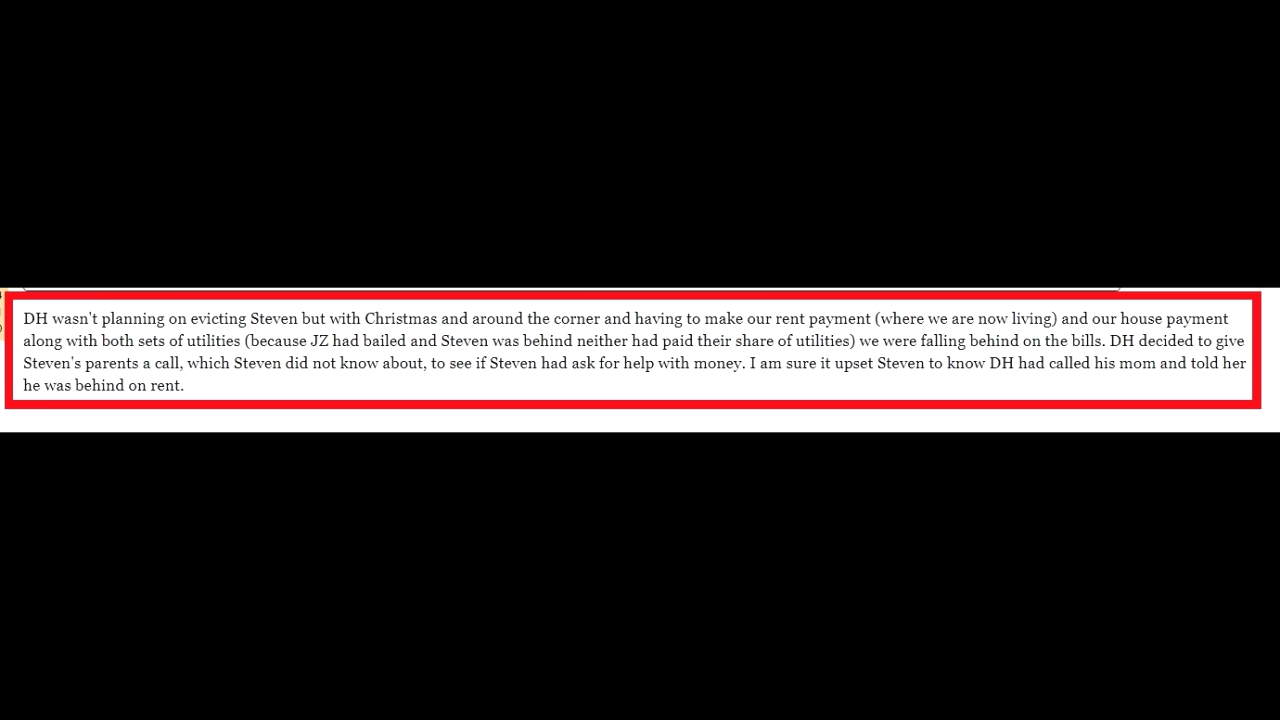 DH wasn't planning on evicting Steven but with Christmas and around the corner and having to make our rent payment (where we are now living) and our house payment
along with both sets of utilities (because JZ had bailed and Steven was behind neither had paid their share of utilities) we were falling behind on the bills. DH decided to give
Steven's parents a call, which Steven did not know about, to see if Steven had ask for help with money. I am sure it upset Steven to know DH had called his mom and told her
he was behind on rent.